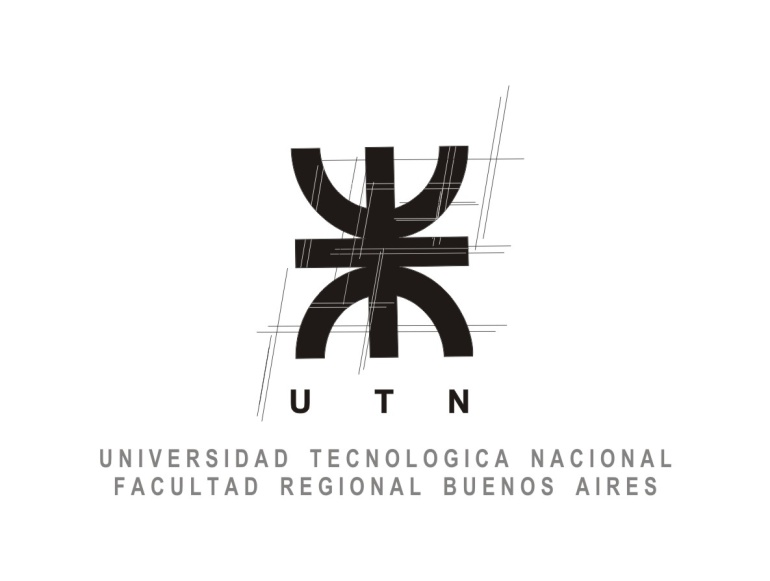 U T N
UNIVERSIDAD TECNOLOGICA NACIONAL
FACULTAD REGIONAL BUENOS AIRES